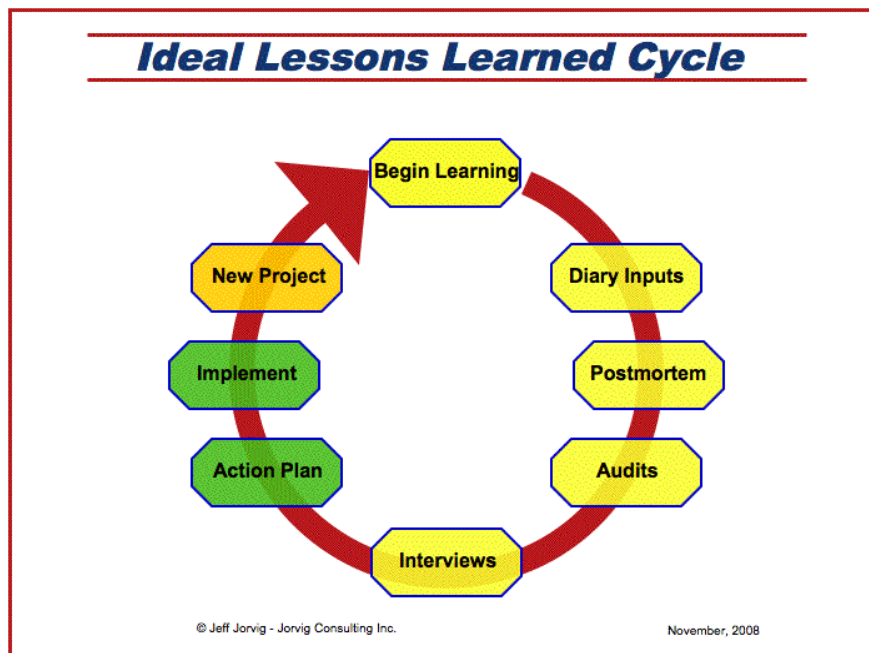 Ideal Lessons Learned Cycle
Begin Learning
Diary Inputs
Postmortem
Audits
Interviews
Action Plan
Implement
New Project
© Jeff Jorvig - Jorvig Consulting Inc.
November, 2008